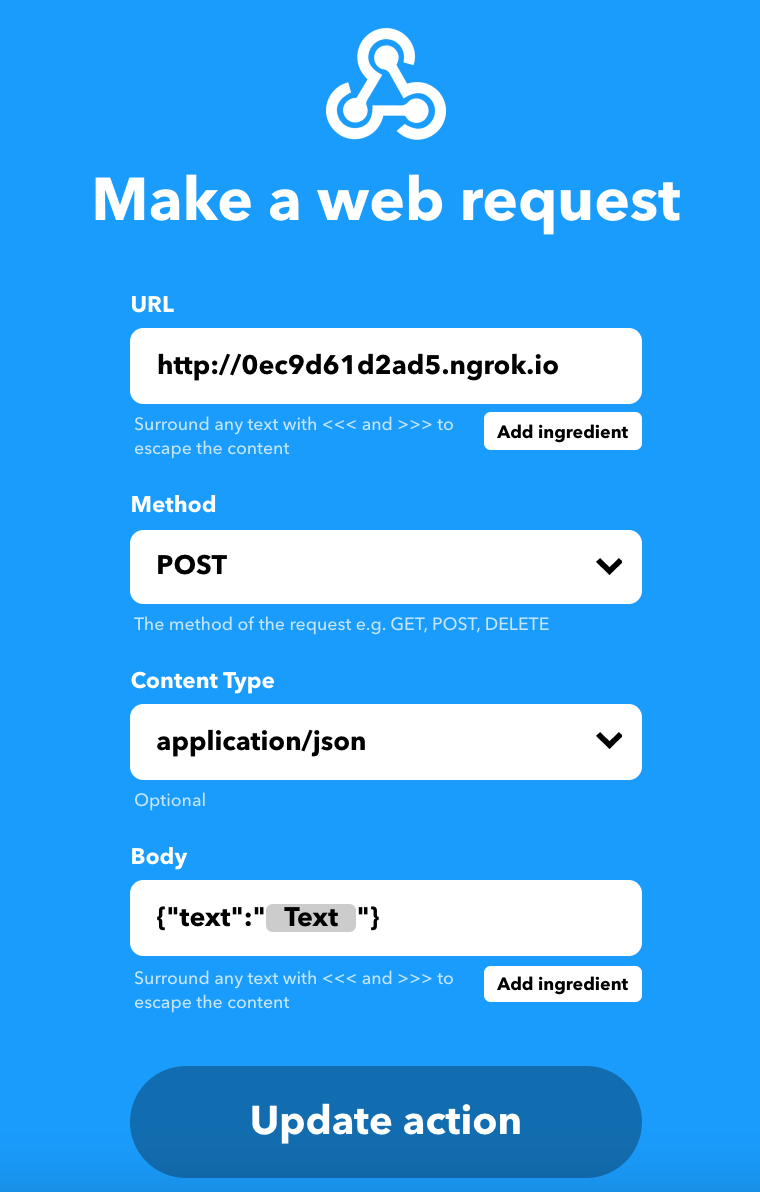 Make a web request
URL
http://0ec9d61d2ad5.ngrok.io
Surround any text with <<< and >>> to
escape the content
Add ingredient
Method
POST
The method of the request e.g. GET, POST, DELETE
Content Type
application/json
Optional
Body
{"text":" Text "}
Surround any text with <<< and >>> to
escape the content
Add ingredient
Update action